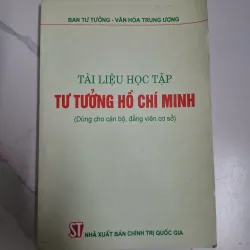 BAN TƯ TƯỞNG - VĂN HÓA TRUNG ƯƠNG
TÀI LIỆU HỌC TẬP
TƯ TƯỞNG HỒ CHÍ MINH
(Dùng cho cán bộ, đảng viên cơ sở)
ST NHÀ XUẤT BẢN CHÍNH TRỊ QUỐC GIA